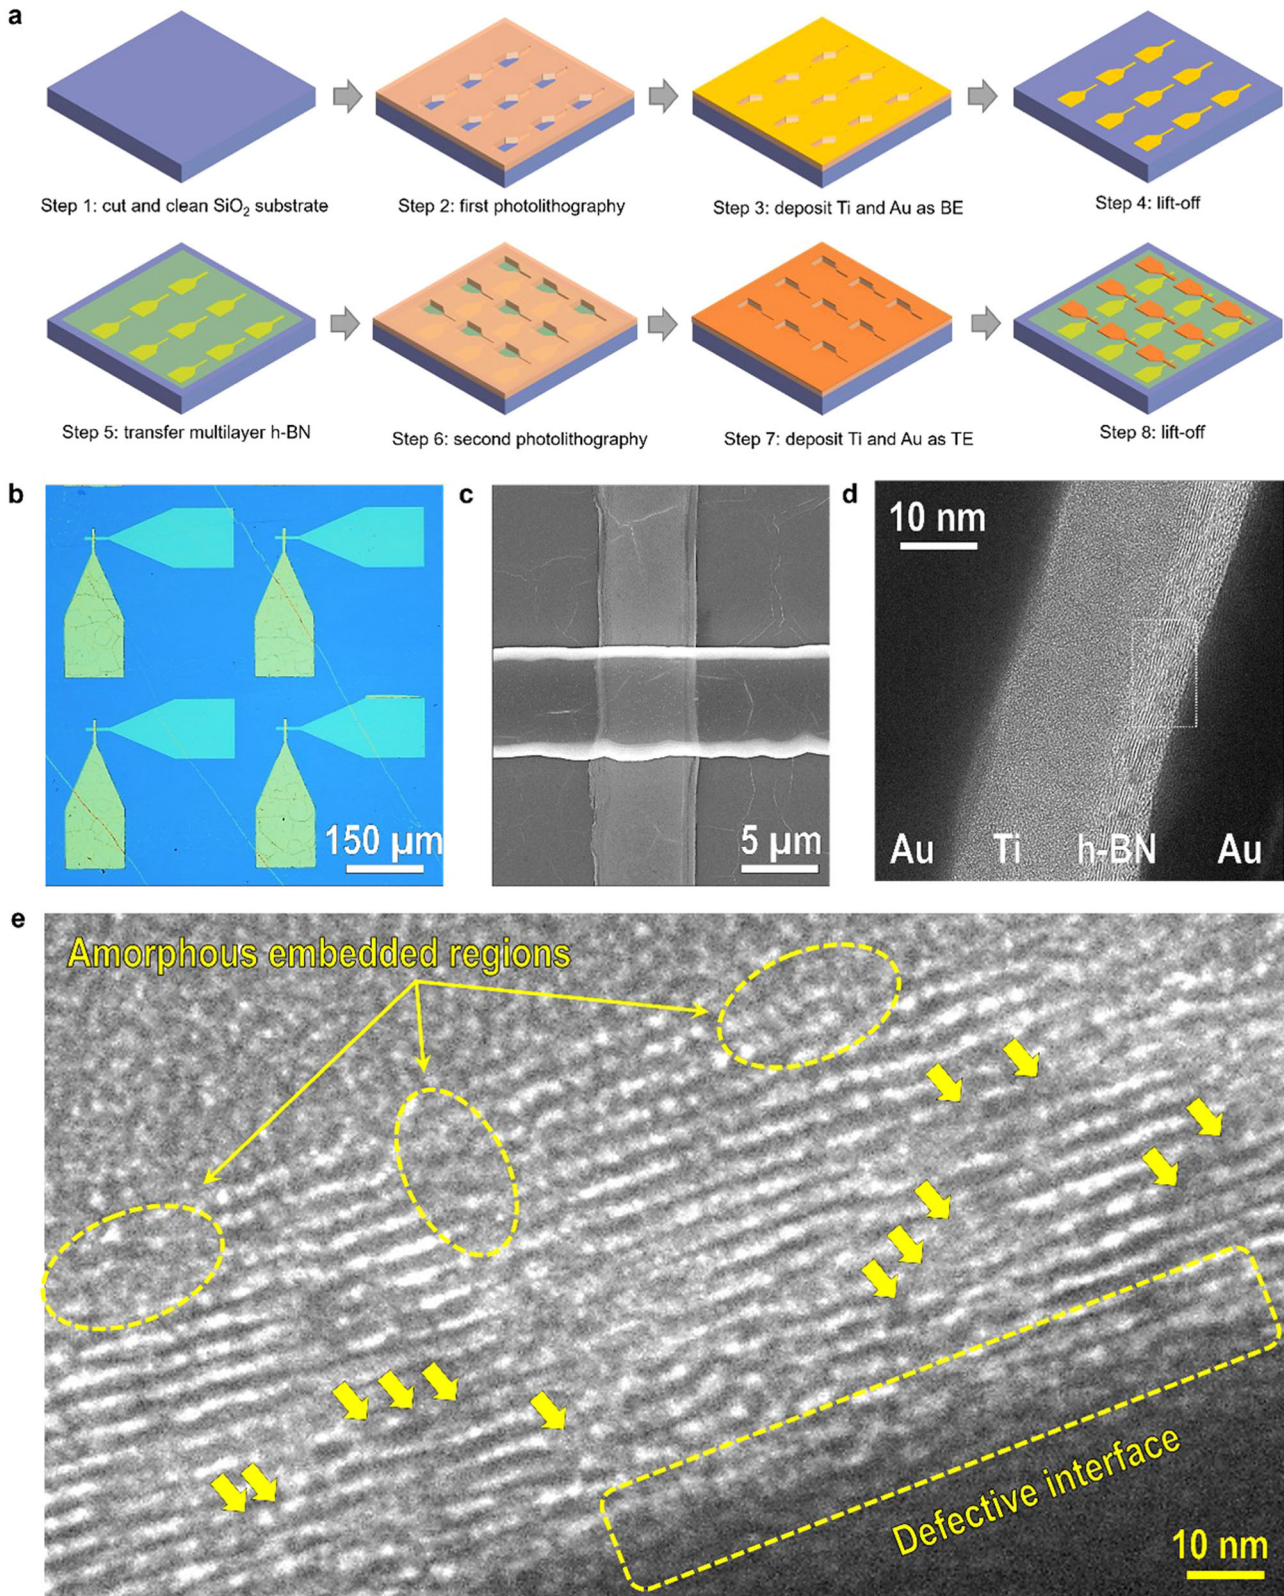 a
Step 1: cut and clean SiO₂ substrate
Step 2: first photolithography
Step 3: deposit Ti and Au as BE
Step 4: lift-off
Step 5: transfer multilayer h-BN
Step 6: second photolithography
Step 7: deposit Ti and Au as TE
Step 8: lift-off
b
150 µm
c
5 µm
d
10 nm
Au Ti h-BN Au
e
Amorphous embedded regions
Defective interface
10 nm